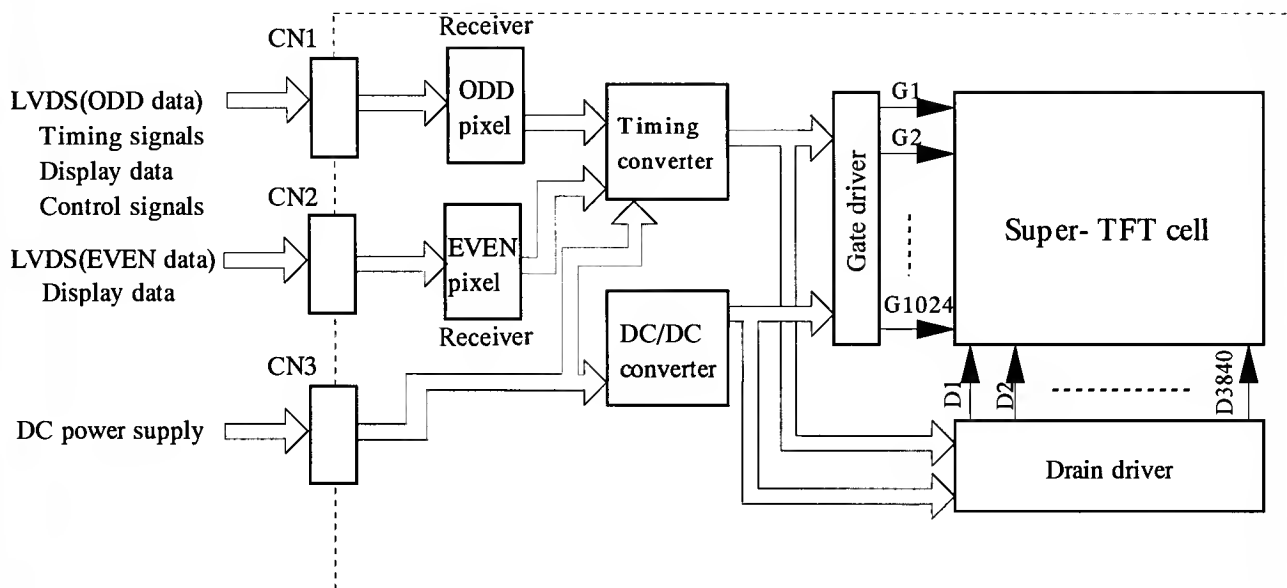 Receiver
CN1
LVDS(ODD data)
Timing signals
Display data
Control signals
ODD
pixel
Timing
converter
CN2
LVDS(EVEN data)
Display data
EVEN
pixel
Receiver
CN3
DC power supply
DC/DC
converter
Gate driver
G1
G2
G1024
Super- TFT cell
D1
D2
D3840
Drain driver